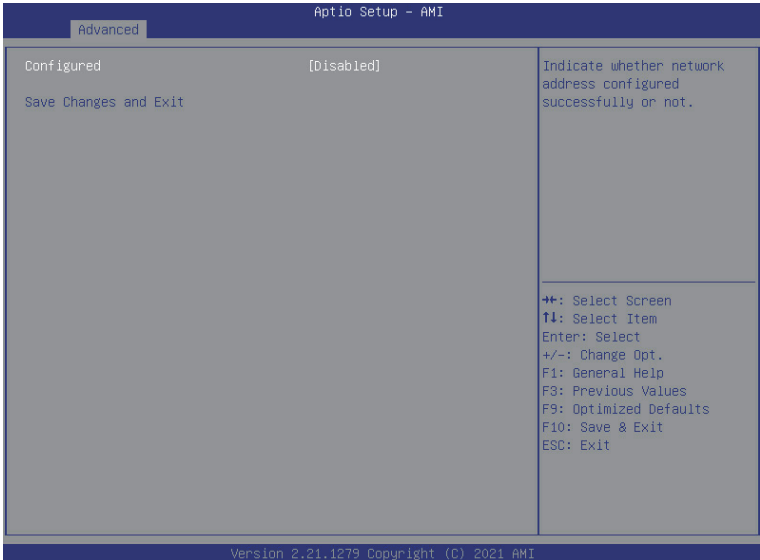 Aptio Setup – AMI
Advanced
Configured [Disabled]
Save Changes and Exit
Indicate whether network
address configured
successfully or not.
→←: Select Screen
↑↓: Select Item
Enter: Select
+/-: Change Opt.
F1: General Help
F3: Previous Values
F9: Optimized Defaults
F10: Save & Exit
ESC: Exit
Version 2.21.1279 Copyright (C) 2021 AMI